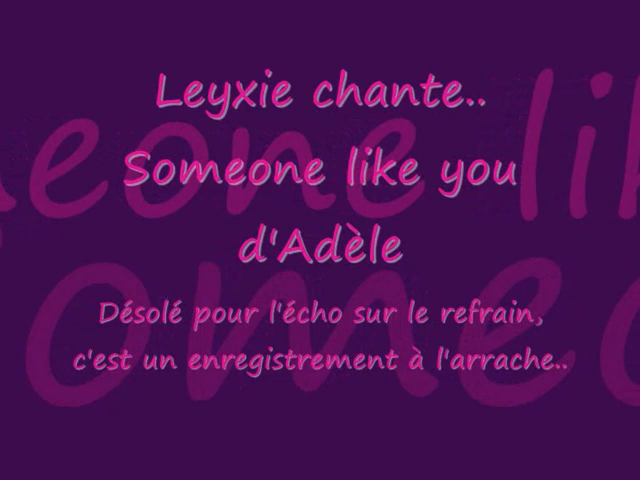 Leyxie chante..
Someone like you
d'Adèle
Désolé pour l'écho sur le refrain,
c'est un enregistrement à l'arrache..